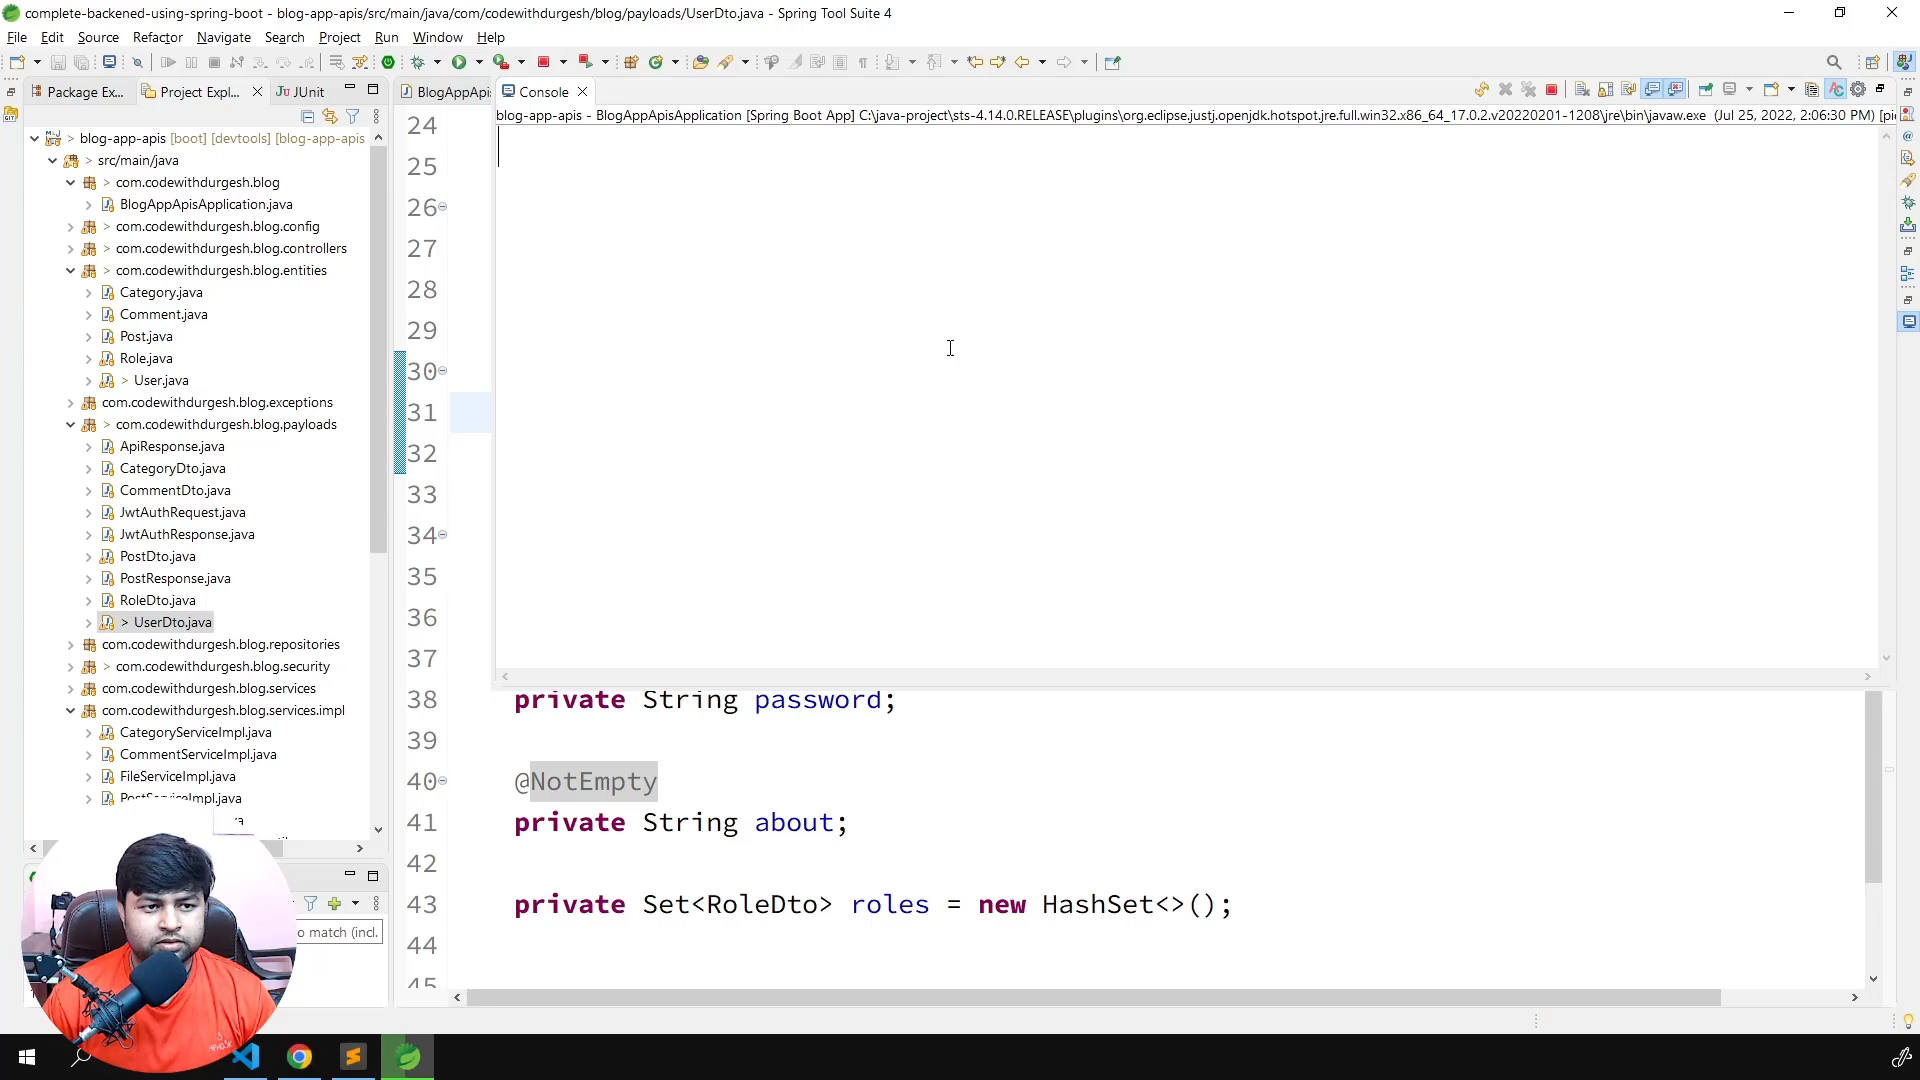 complete-backened-using-spring-boot - blog-app-apis/src/main/java/com/codewithdurgesh/blog/payloads/UserDto.java - Spring Tool Suite 4
File Edit Source Refactor Navigate Search Project Run Window Help
Package Ex... Project Expl... JUnit
BlogAppApi
Console
blog-app-apis - BlogAppApisApplication [Spring Boot App] C:\java-project\sts-4.14.0.RELEASE\plugins\org.eclipse.justj.openjdk.hotspot.jre.full.win32.x86_64_17.0.2.v20220201-1208\jre\bin\javaw.exe (Jul 25, 2022, 2:06:30 PM) [pid
> blog-app-apis [boot] [devtools] [blog-app-apis
> src/main/java
> com.codewithdurgesh.blog
BlogAppApisApplication.java
> com.codewithdurgesh.blog.config
> com.codewithdurgesh.blog.controllers
> com.codewithdurgesh.blog.entities
Category.java
Comment.java
Post.java
Role.java
> User.java
com.codewithdurgesh.blog.exceptions
> com.codewithdurgesh.blog.payloads
ApiResponse.java
CategoryDto.java
CommentDto.java
JwtAuthRequest.java
JwtAuthResponse.java
PostDto.java
PostResponse.java
RoleDto.java
> UserDto.java
com.codewithdurgesh.blog.repositories
> com.codewithdurgesh.blog.security
com.codewithdurgesh.blog.services
com.codewithdurgesh.blog.services.impl
CategoryServiceImpl.java
CommentServiceImpl.java
FileServiceImpl.java
PostServiceImpl.java
o match (incl.
24
25
26
27
28
29
30
31
32
33
34
35
36
37
38 private String password;
39
40 @NotEmpty
41 private String about;
42
43 private Set<RoleDto> roles = new HashSet<>();
44
45